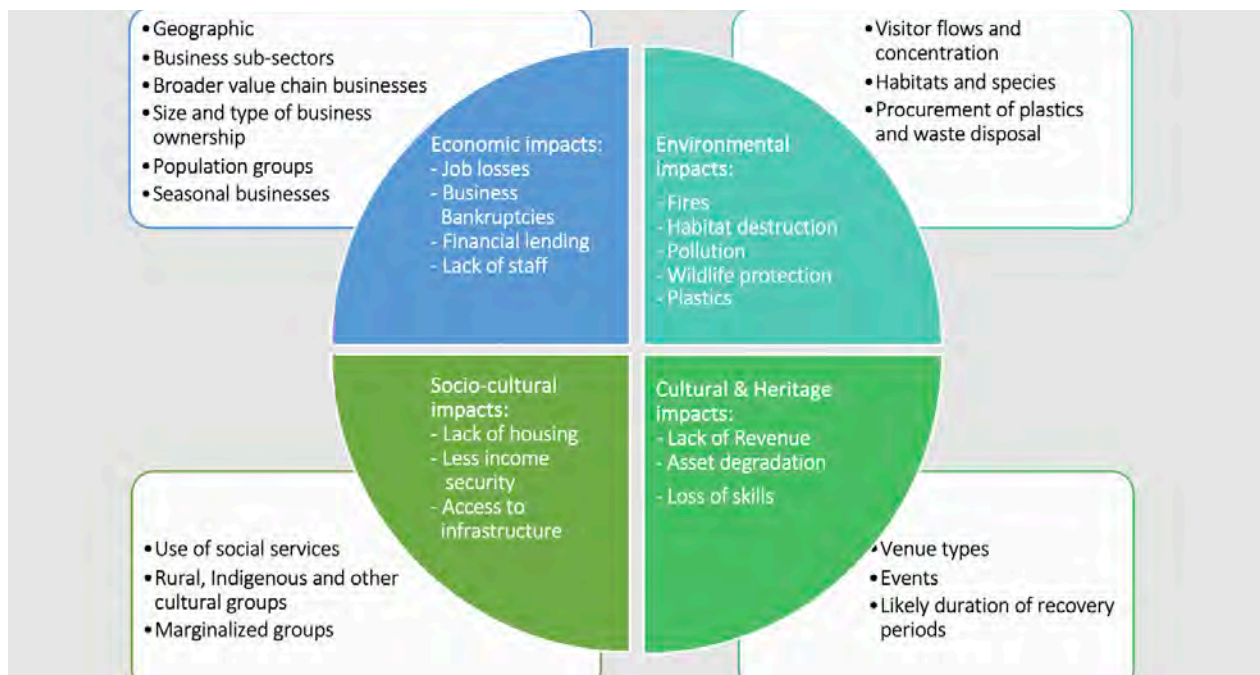 •Geographic
•Business sub-sectors
•Broader value chain businesses
•Size and type of business
ownership
•Population groups
•Seasonal businesses
•Visitor flows and
concentration
•Habitats and species
•Procurement of plastics
and waste disposal
Economic impacts:
- Job losses
- Business
Bankruptcies
- Financial lending
- Lack of staff
Environmental
impacts:
- Fires
- Habitat destruction
- Pollution
- Wildlife protection
- Plastics
Socio-cultural
impacts:
- Lack of housing
- Less income
security
- Access to
infrastructure
Cultural & Heritage
impacts:
- Lack of Revenue
- Asset degradation
- Loss of skills
•Use of social services
•Rural, Indigenous and other
cultural groups
•Marginalized groups
•Venue types
•Events
•Likely duration of recovery
periods